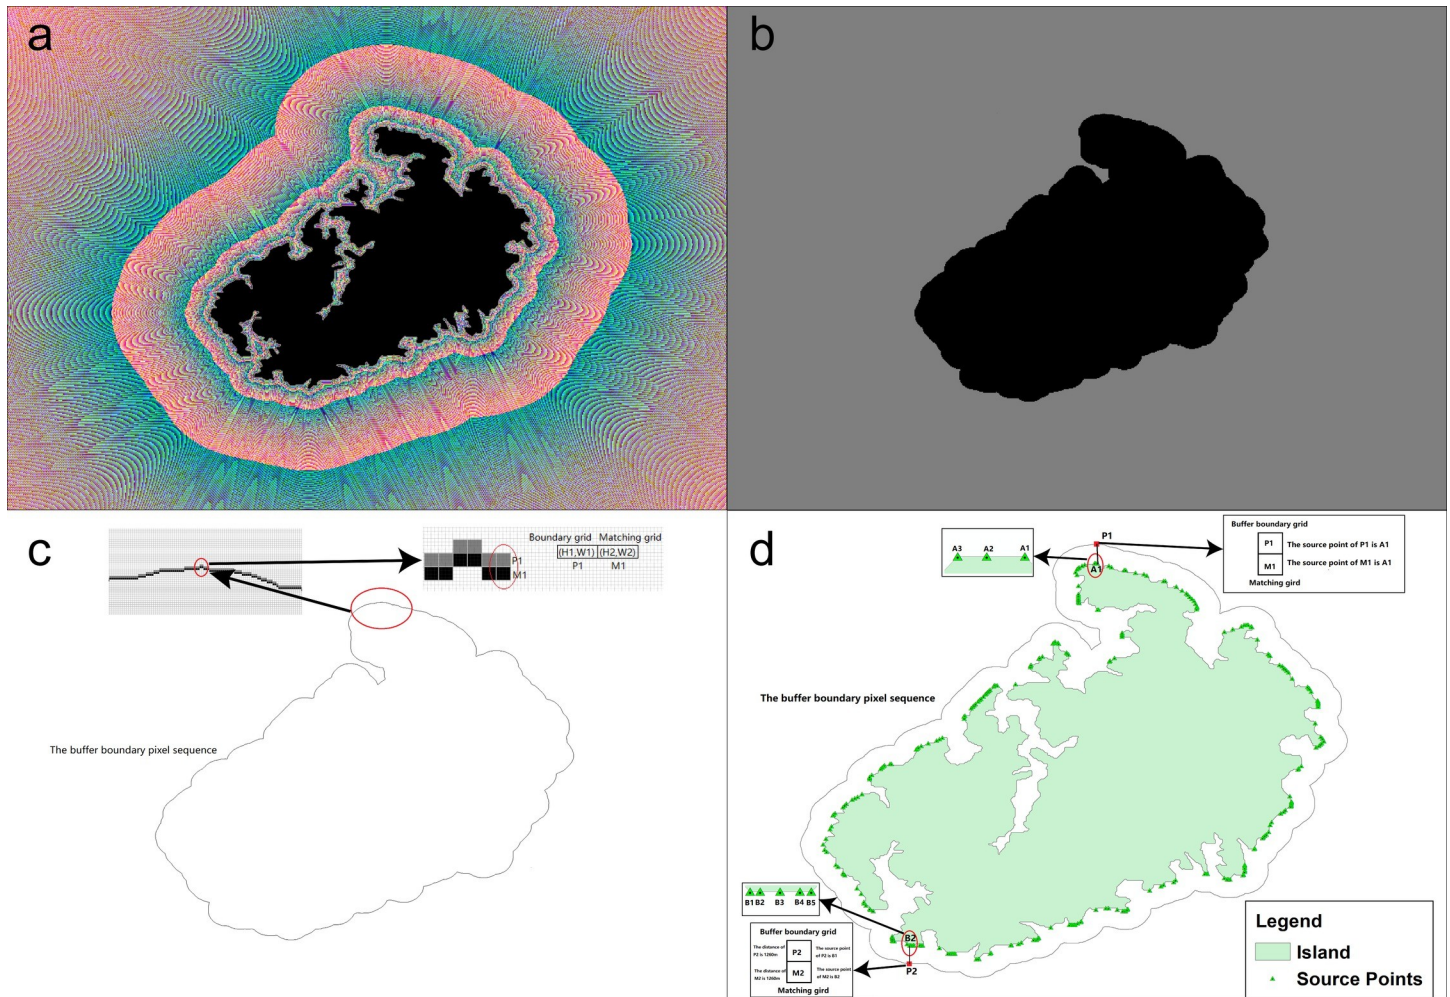 a
b
c
Boundary grid Matching grid
(H1,W1) (H2,W2)
P1 M1
P1
M1
The buffer boundary pixel sequence
d
A3 A2 A1
P1
A1
Buffer boundary grid
P1 The source point of P1 is A1
M1 The source point of M1 is A1
Matching gird
The buffer boundary pixel sequence
B1 B2 B3 B4 B5
B2
P2
Buffer boundary grid
The distance of
P2 is 1260m
P2
The source point
of P2 is B1
The distance of
M2 is 1260m
M2
The source point
of M2 is B2
Matching gird
Legend
Island
Source Points